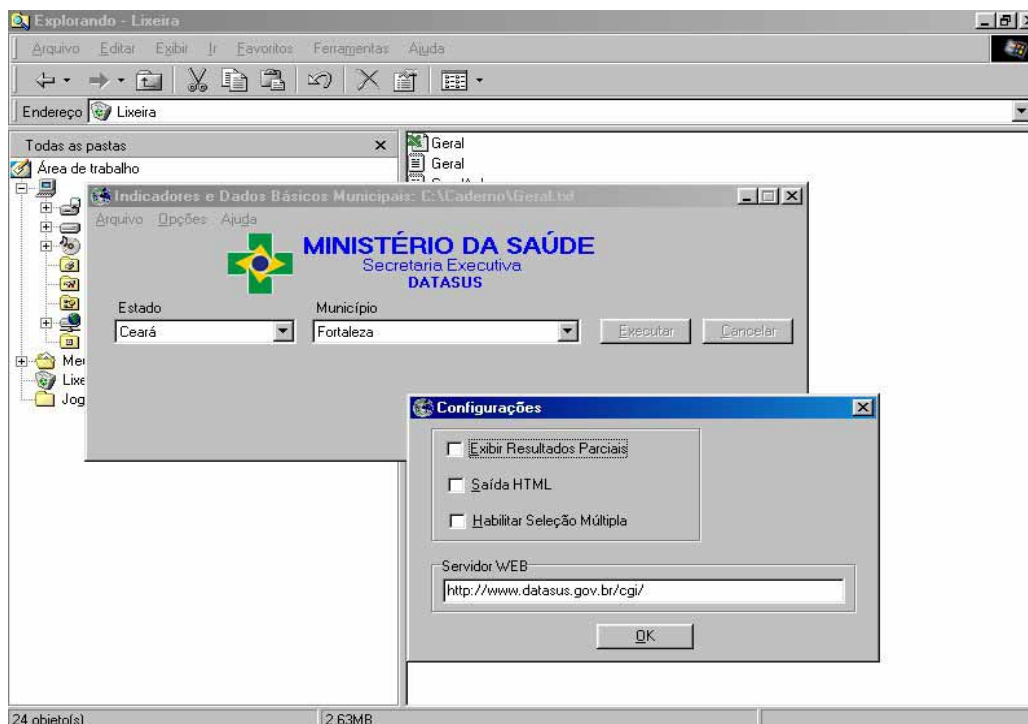 Explorando - Lixeira
Arquivo Editar Exibir Ir Favoritos Ferramentas Ajuda
Endereço Lixeira
Todas as pastas
Área de trabalho
Lixe
Jog
Geral
Geral
Indicadores e Dados Básicos Municipais: C:\Caderno\Geral.txt
Arquivo Opções Ajuda
MINISTÉRIO DA SAÚDE
Secretaria Executiva
DATASUS
Estado Município
Ceará Fortaleza Executar Cancelar
Configurações
Exibir Resultados Parciais
Saída HTML
Habilitar Seleção Múltipla
Servidor WEB
http://www.datasus.gov.br/cgi/
OK
24 objeto(s) 2,63MB